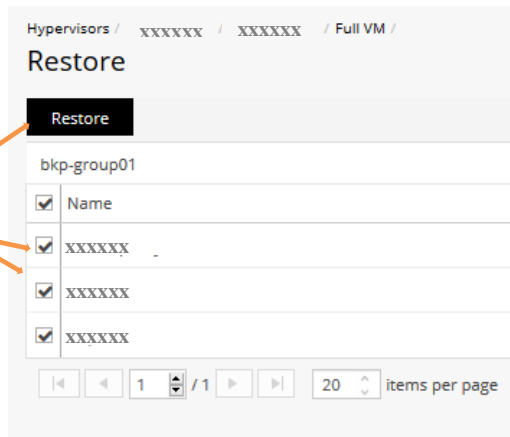 Hypervisors / xxxxxx / xxxxxx / Full VM /
Restore
Restore
bkp-group01
Name
xxxxxx
xxxxxx
xxxxxx
1 / 1 20 items per page